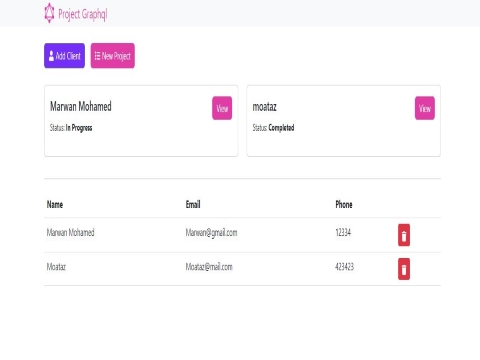 Project Graphql
Add Client New Project
Marwan Mohamed View
Status: In Progress
moataz View
Status: Completed
Name Email Phone
Marwan Mohamed Marwan@gmail.com 12334
Moataz Moataz@mail.com 423423